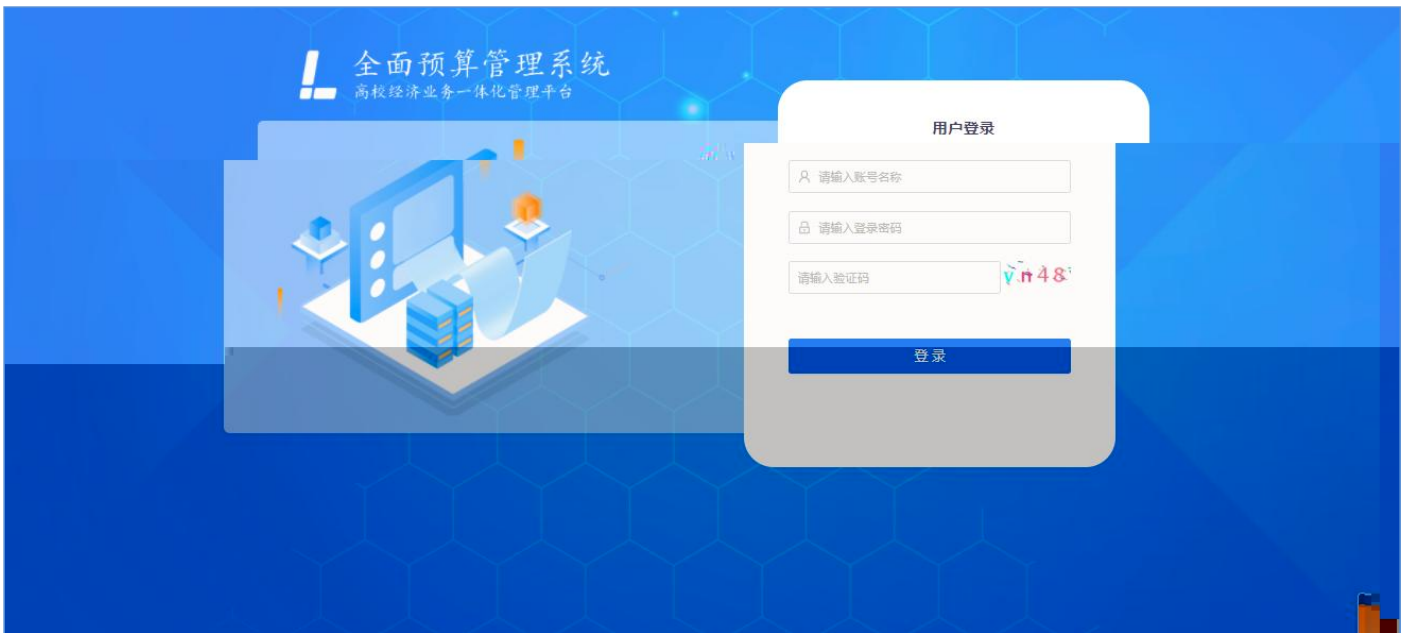 全面预算管理系统
高校经济业务一体化管理平台
用户登录
请输入账号名称
请输入登录密码
请输入验证码
登录